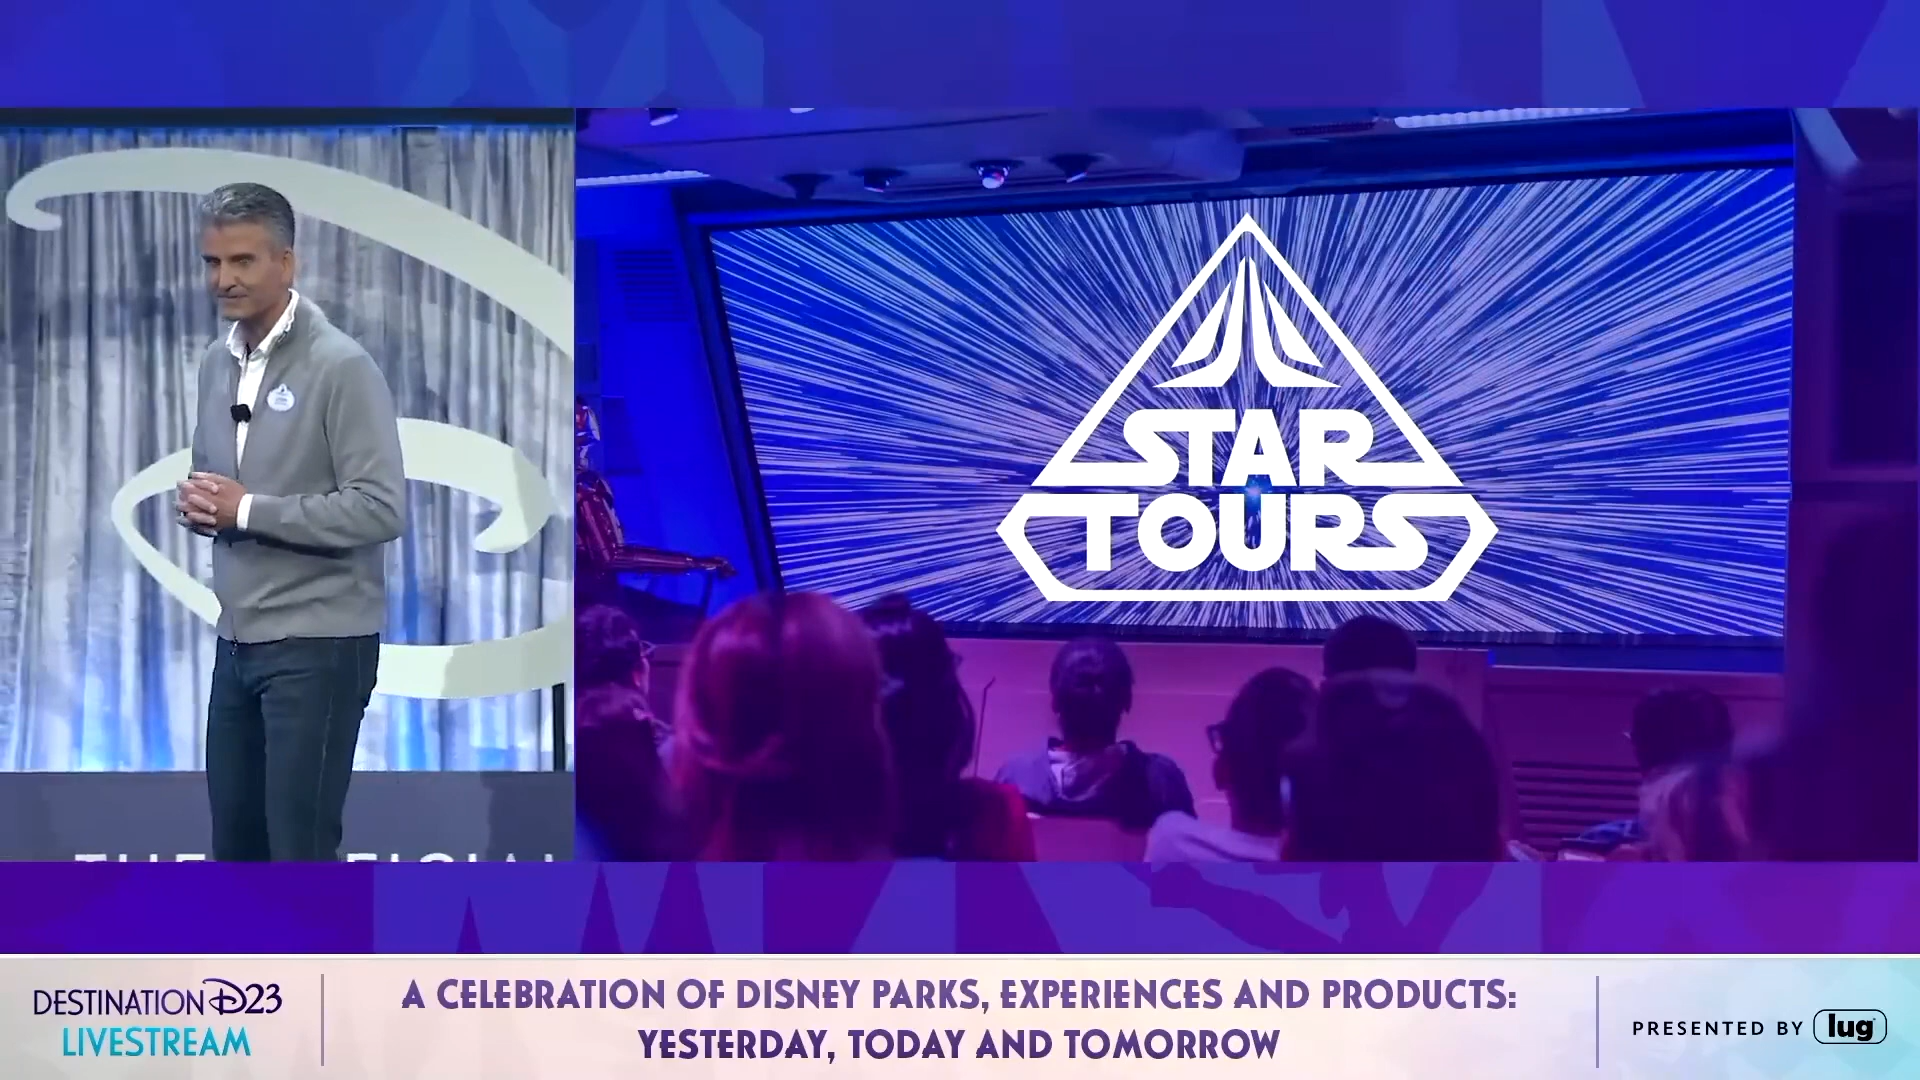 STAR
TOURS
DESTINATION D23
LIVESTREAM
A CELEBRATION OF DISNEY PARKS, EXPERIENCES AND PRODUCTS:
YESTERDAY, TODAY AND TOMORROW
PRESENTED BY lug
THE